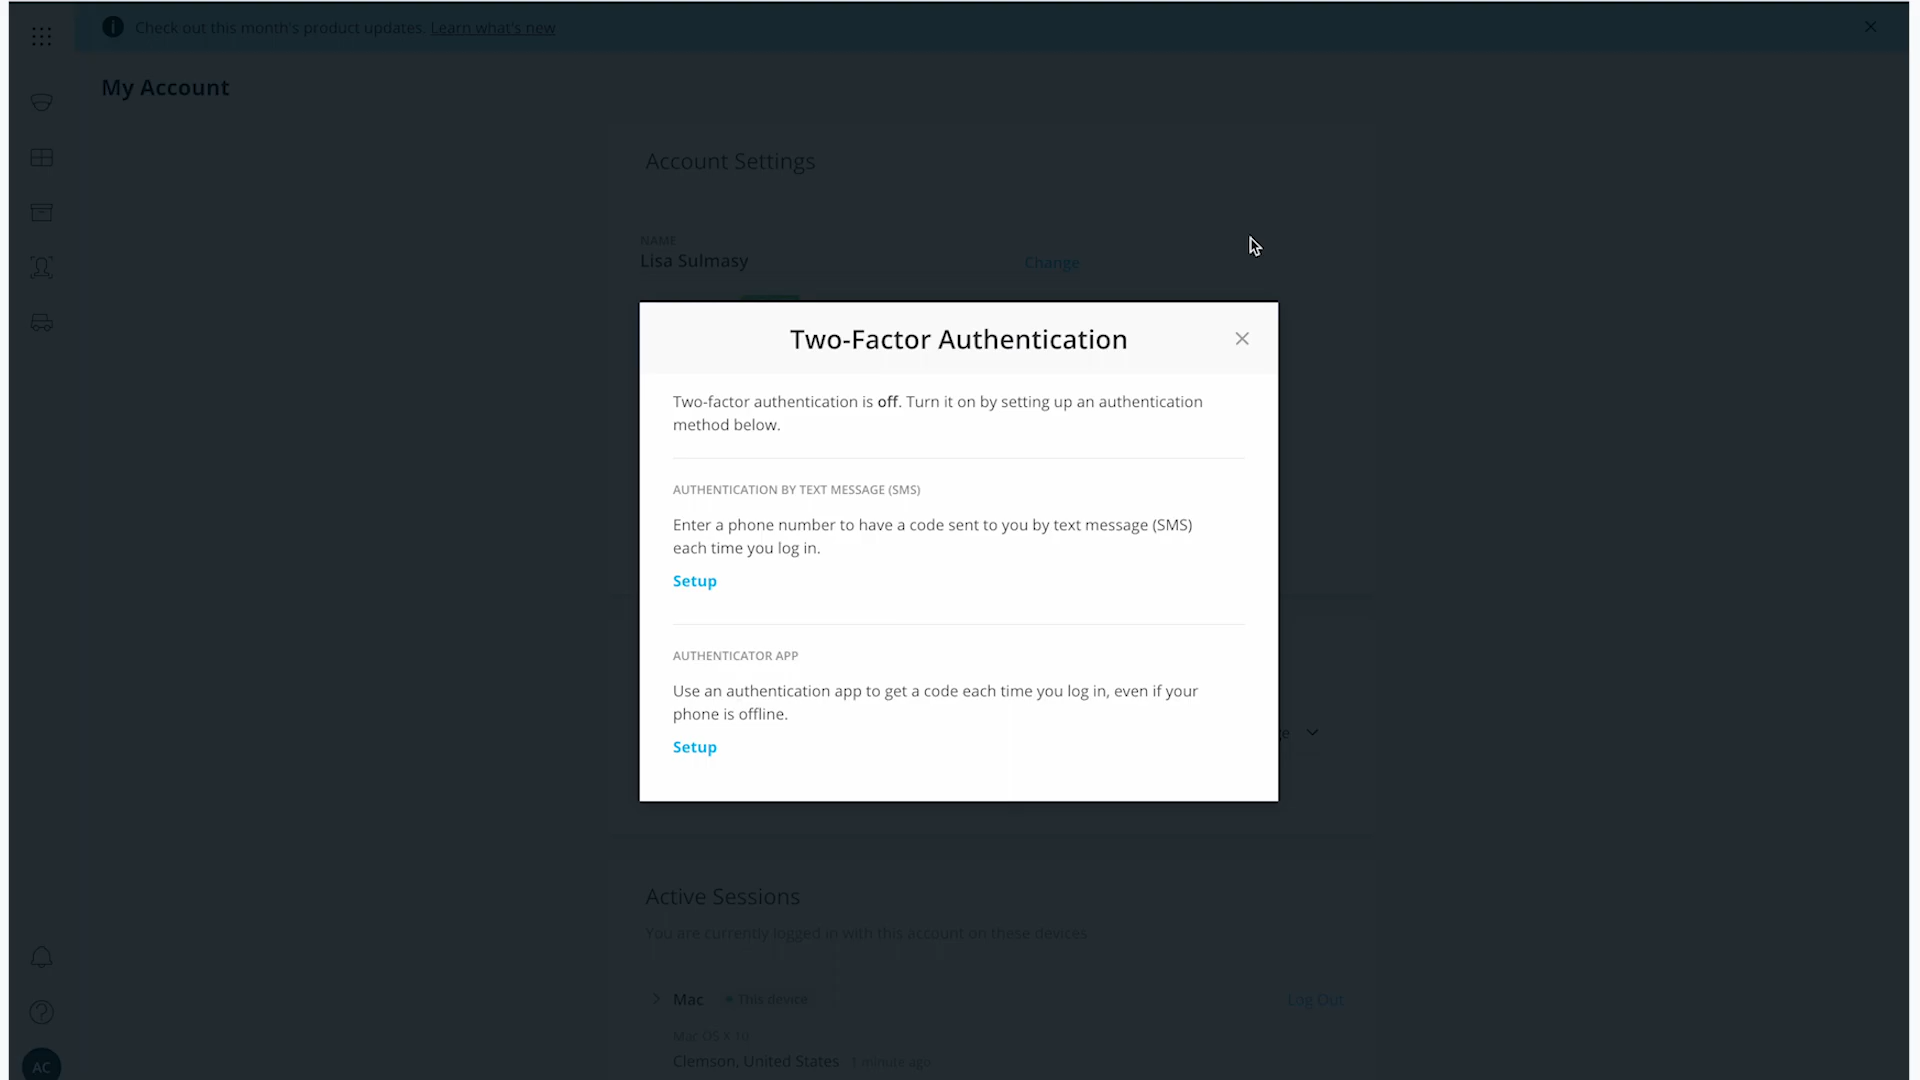 Check out this month's product updates. Learn what's new
My Account
Account Settings
NAME
Lisa Sulmasy
Change
Two-Factor Authentication
Two-factor authentication is off. Turn it on by setting up an authentication
method below.
AUTHENTICATION BY TEXT MESSAGE (SMS)
Enter a phone number to have a code sent to you by text message (SMS)
each time you log in.
Setup
AUTHENTICATOR APP
Use an authentication app to get a code each time you log in, even if your
phone is offline.
Setup
Active Sessions
You are currently logged in with this account on these devices
Mac This device
Log Out
Mac OS X 10
Clemson, United States 1 minute ago
AC